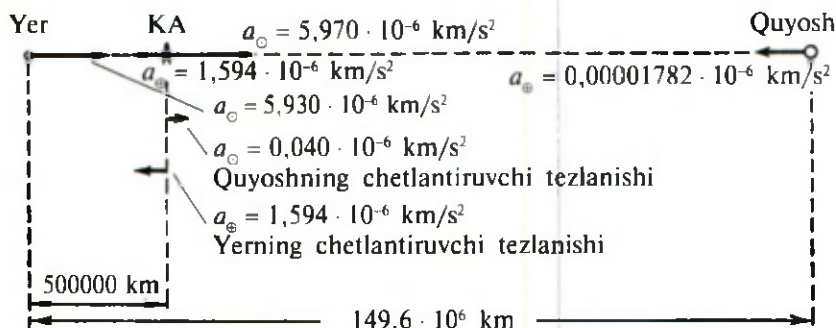 Yer
KA
Quyosh
a☉ = 5,970 · 10⁻⁶ km/s²
a⊕ = 1,594 · 10⁻⁶ km/s²
a⊕ = 0,00001782 · 10⁻⁶ km/s²
a☉ = 5,930 · 10⁻⁶ km/s²
a☉ = 0,040 · 10⁻⁶ km/s²
Quyoshning chetlantiruvchi tezlanishi
a⊕ = 1,594 · 10⁻⁶ km/s²
Yerning chetlantiruvchi tezlanishi
500000 km
149,6 · 10⁶ km